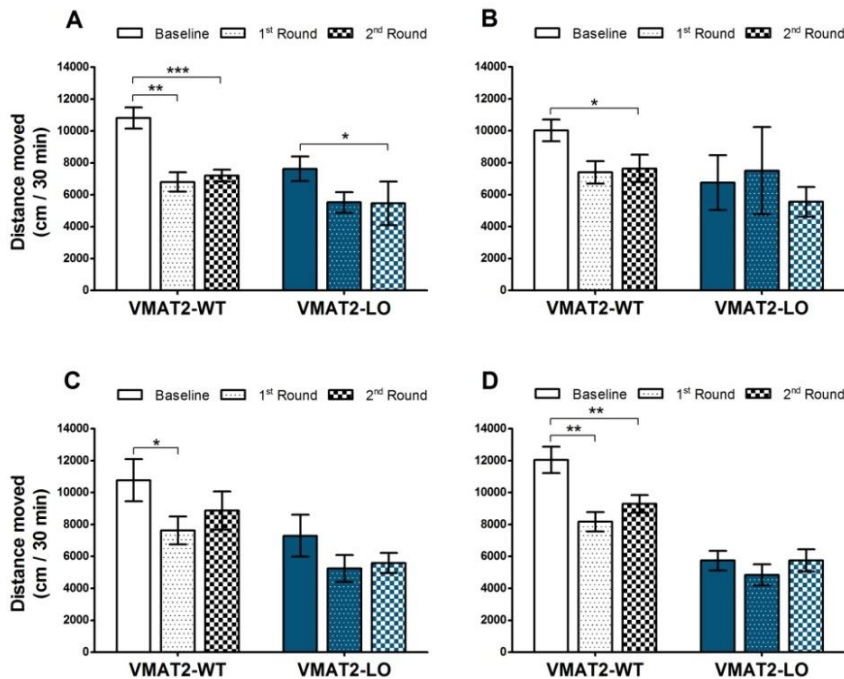 A
Baseline 1st Round 2nd Round
Distance moved
(cm / 30 min)
14000
12000
10000
8000
6000
4000
2000
0
***
**
*
VMAT2-WT VMAT2-LO
B
Baseline 1st Round 2nd Round
14000
12000
10000
8000
6000
4000
2000
0
*
VMAT2-WT VMAT2-LO
C
Baseline 1st Round 2nd Round
Distance moved
(cm / 30 min)
14000
12000
10000
8000
6000
4000
2000
0
*
VMAT2-WT VMAT2-LO
D
Baseline 1st Round 2nd Round
14000
12000
10000
8000
6000
4000
2000
0
**
**
VMAT2-WT VMAT2-LO